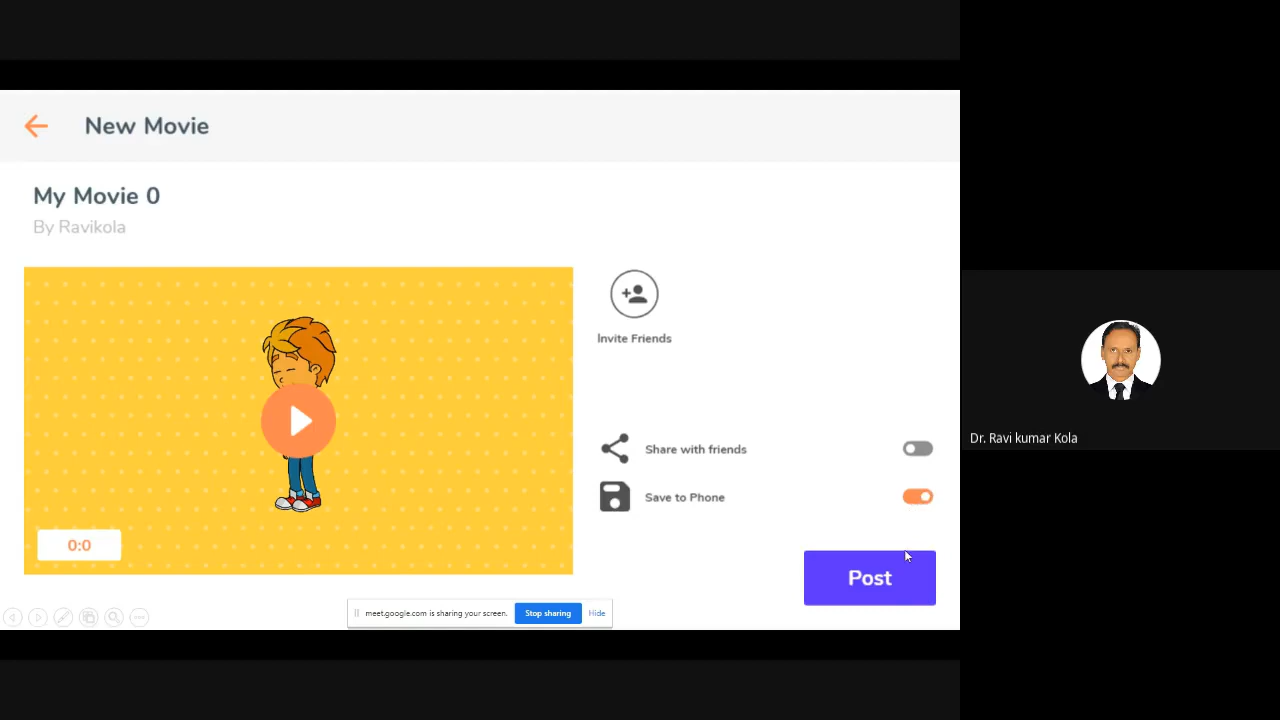 New Movie
My Movie 0
By Ravikola
Invite Friends
Share with friends
Save to Phone
0:0
Post
meet.google.com is sharing your screen.
Stop sharing
Hide
Dr. Ravi kumar Kola